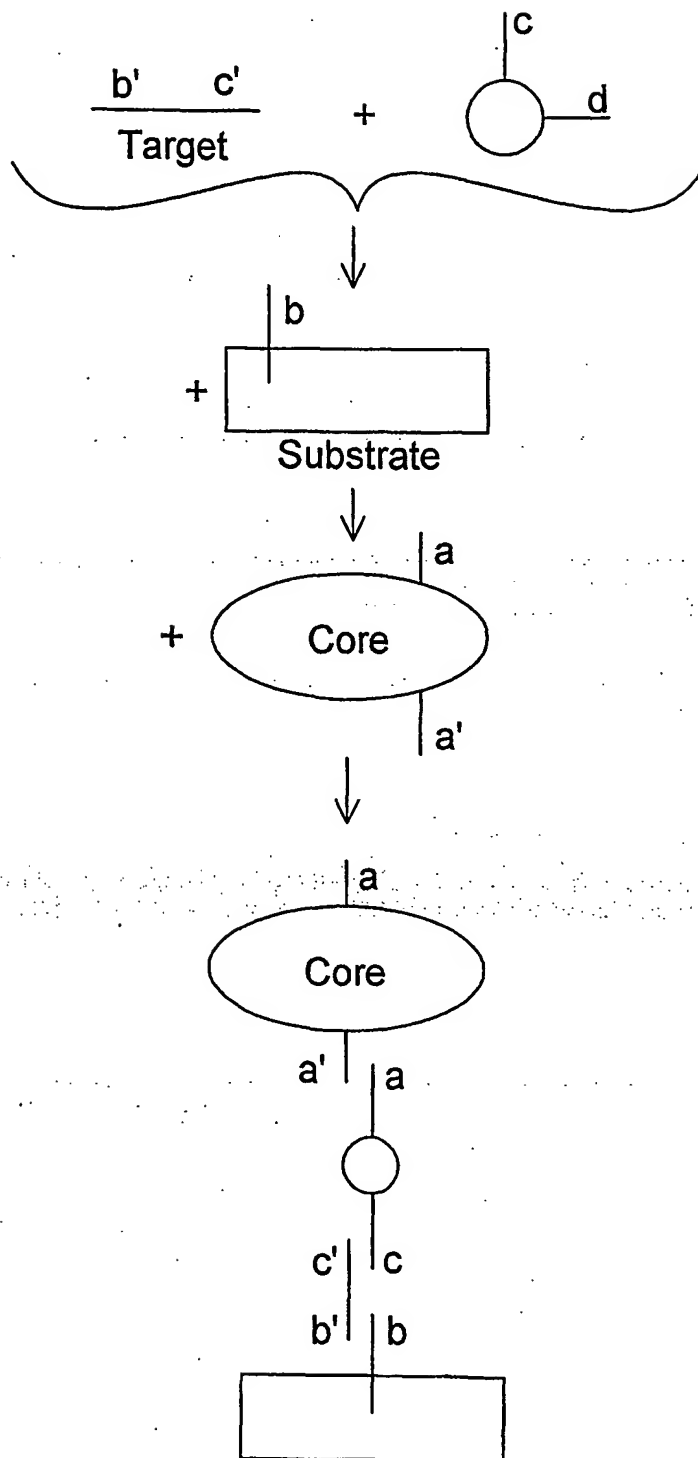 c
b' c'
+
d
Target
b
+
Substrate
a
+ Core
a'
a
Core
a' a
c' c
b' b